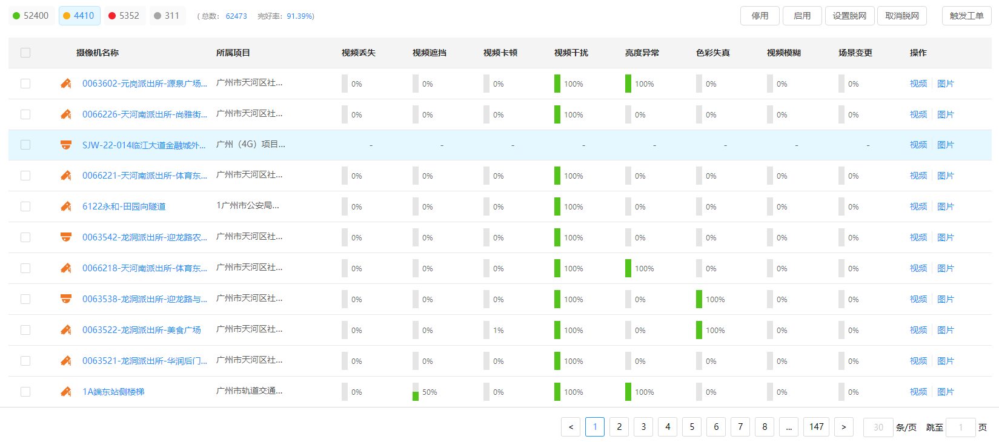 52400 4410 5352 311 (总数: 62473 完好率: 91.39%) 停用 启用 设置脱网 取消脱网 触发工单
摄像机名称 所属项目 视频丢失 视频遮挡 视频卡顿 视频干扰 亮度异常 色彩失真 视频模糊 场景变更 操作
0063602-元岗派出所-源泉广场... 广州市天河区社... 0% 0% 0% 100% 100% 0% 0% 0% 视频 图片
0066226-天河南派出所-尚雅街... 广州市天河区社... 0% 0% 0% 100% 0% 0% 0% 0% 视频 图片
SJW-22-014临江大道金融城外... 广州（4G）项目... - - - - - - - - 视频 图片
0066221-天河南派出所-体育东... 广州市天河区社... 0% 0% 0% 100% 0% 0% 0% 0% 视频 图片
6122永和-田园向隧道 1广州市公安局... 0% 0% 0% 100% 0% 0% 0% 0% 视频 图片
0063542-龙洞派出所-迎龙路农... 广州市天河区社... 0% 0% 0% 100% 0% 0% 0% 0% 视频 图片
0066218-天河南派出所-体育东... 广州市天河区社... 0% 0% 0% 100% 100% 0% 0% 0% 视频 图片
0063538-龙洞派出所-迎龙路与... 广州市天河区社... 0% 0% 0% 100% 0% 100% 0% 0% 视频 图片
0063522-龙洞派出所-美食广场 广州市天河区社... 0% 0% 1% 100% 0% 100% 0% 0% 视频 图片
0063521-龙洞派出所-华润后门... 广州市天河区社... 0% 0% 0% 100% 0% 0% 0% 0% 视频 图片
1A端东站侧楼梯 广州市轨道交通... 0% 50% 0% 100% 100% 0% 0% 0% 视频 图片
< 1 2 3 4 5 6 7 8 ... 147 > 30 条/页 跳至 1 页